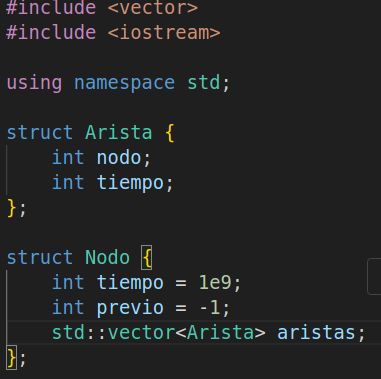 #include <vector>
#include <iostream>
using namespace std;
struct Arista {
int nodo;
int tiempo;
};
struct Nodo {
int tiempo = 1e9;
int previo = -1;
std::vector<Arista> aristas;
};